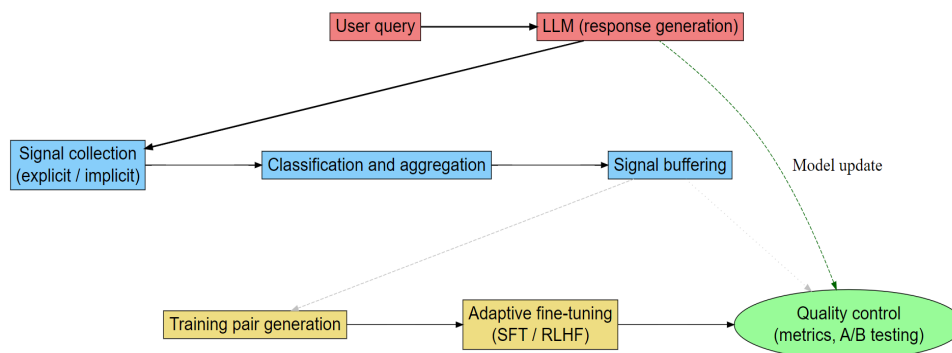 User query
LLM (response generation)
Signal collection
(explicit / implicit)
Classification and aggregation
Signal buffering
Model update
Training pair generation
Adaptive fine-tuning
(SFT / RLHF)
Quality control
(metrics, A/B testing)